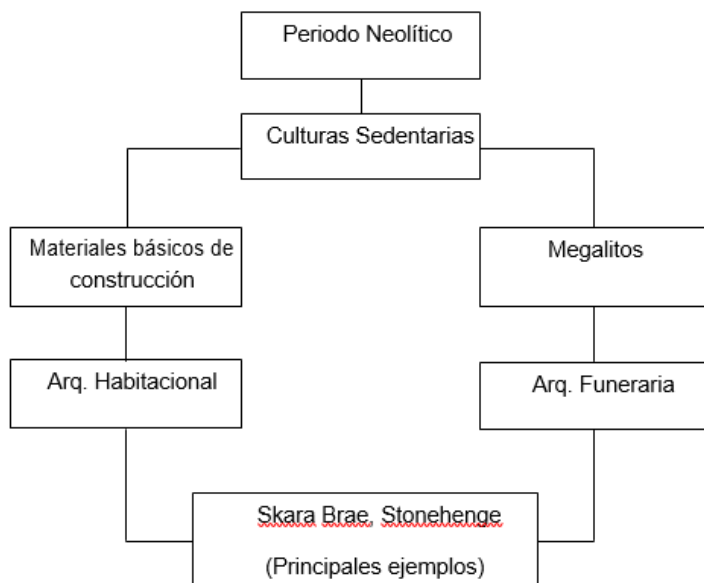 Periodo Neolítico
Culturas Sedentarias
Materiales básicos de
construcción
Megalitos
Arq. Habitacional
Arq. Funeraria
Skara Brae, Stonehenge
(Principales ejemplos)